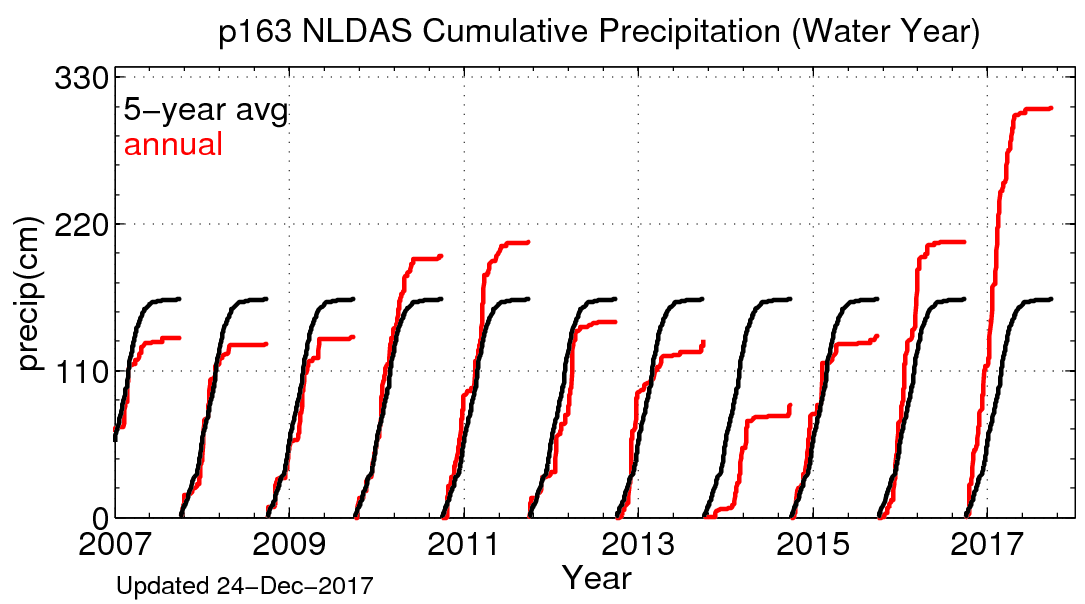 p163 NLDAS Cumulative Precipitation (Water Year)
330
5−year avg
annual
220
precip(cm)
110
0
2007 2009 2011 2013 2015 2017
Year
Updated 24−Dec−2017